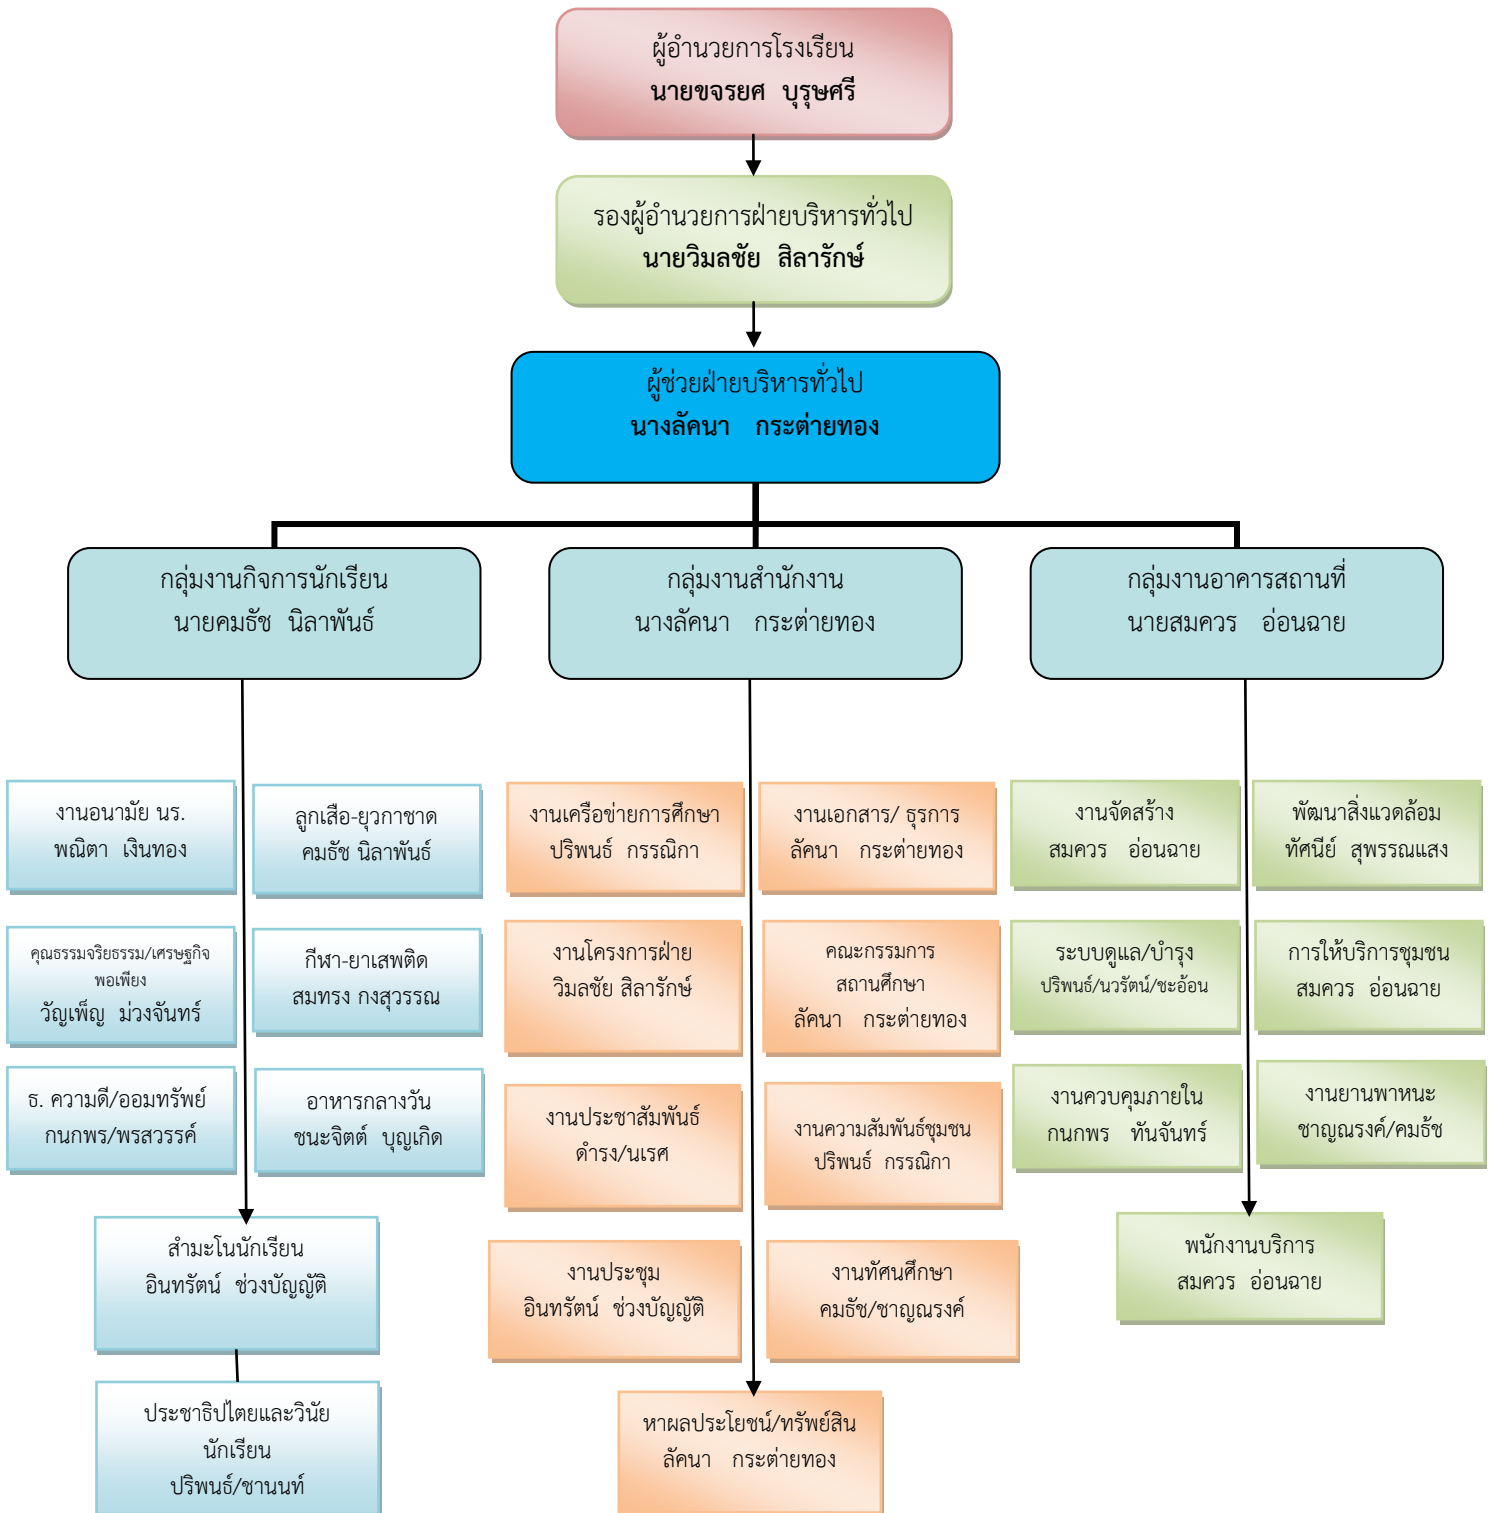 ผู้อำนวยการโรงเรียน
นายขจรยศ บุรุษศรี
รองผู้อำนวยการฝ่ายบริหารทั่วไป
นายวิมลชัย สิลารักษ์
ผู้ช่วยฝ่ายบริหารทั่วไป
นางลัคนา กระต่ายทอง
กลุ่มงานกิจการนักเรียน
นายคมธัช นิลาพันธ์
กลุ่มงานสำนักงาน
นางลัคนา กระต่ายทอง
กลุ่มงานอาคารสถานที่
นายสมควร อ่อนฉาย
งานอนามัย นร.
พณิตา เงินทอง
ลูกเสือ-ยุวกาชาด
คมธัช นิลาพันธ์
คุณธรรมจริยธรรม/เศรษฐกิจ
พอเพียง
วัญเพ็ญ ม่วงจันทร์
กีฬา-ยาเสพติด
สมทรง กงสุวรรณ
ธ. ความดี/ออมทรัพย์
กนกพร/พรสวรรค์
อาหารกลางวัน
ชนะจิตต์ บุญเกิด
สำมะโนนักเรียน
อินทรัตน์ ช่วงบัญญัติ
ประชาธิปไตยและวินัย
นักเรียน
ปริพนธ์/ชานนท์
งานเครือข่ายการศึกษา
ปริพนธ์ กรรณิกา
งานเอกสาร/ ธุรการ
ลัคนา กระต่ายทอง
งานโครงการฝ่าย
วิมลชัย สิลารักษ์
คณะกรรมการ
สถานศึกษา
ลัคนา กระต่ายทอง
งานประชาสัมพันธ์
ดำรง/นเรศ
งานความสัมพันธ์ชุมชน
ปริพนธ์ กรรณิกา
งานประชุม
อินทรัตน์ ช่วงบัญญัติ
งานทัศนศึกษา
คมธัช/ชาญณรงค์
หาผลประโยชน์/ทรัพย์สิน
ลัคนา กระต่ายทอง
งานจัดสร้าง
สมควร อ่อนฉาย
พัฒนาสิ่งแวดล้อม
ทัศนีย์ สุพรรณแสง
ระบบดูแล/บำรุง
ปริพนธ์/นวรัตน์/ชะอ้อน
การให้บริการชุมชน
สมควร อ่อนฉาย
งานควบคุมภายใน
กนกพร ทันจันทร์
งานยานพาหนะ
ชาญณรงค์/คมธัช
พนักงานบริการ
สมควร อ่อนฉาย